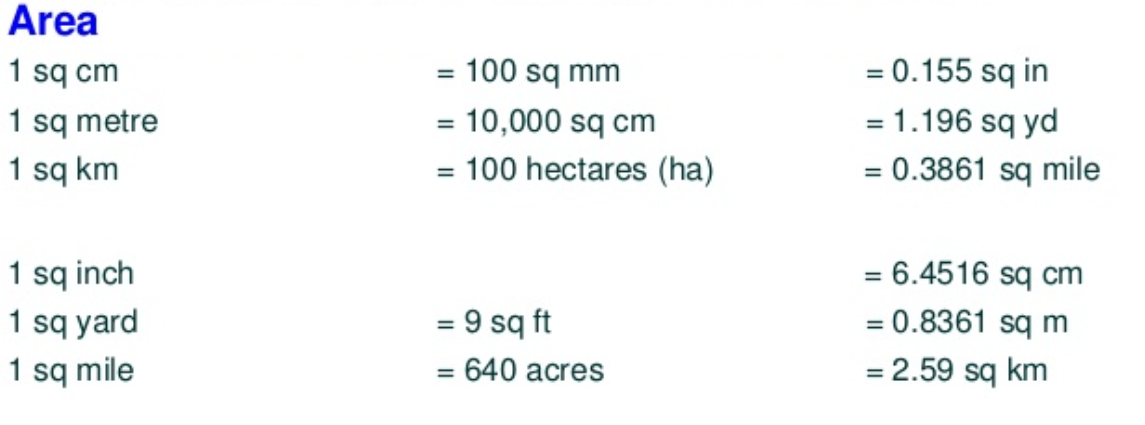 Area
1 sq cm = 100 sq mm = 0.155 sq in
1 sq metre = 10,000 sq cm = 1.196 sq yd
1 sq km = 100 hectares (ha) = 0.3861 sq mile
1 sq inch = 6.4516 sq cm
1 sq yard = 9 sq ft = 0.8361 sq m
1 sq mile = 640 acres = 2.59 sq km